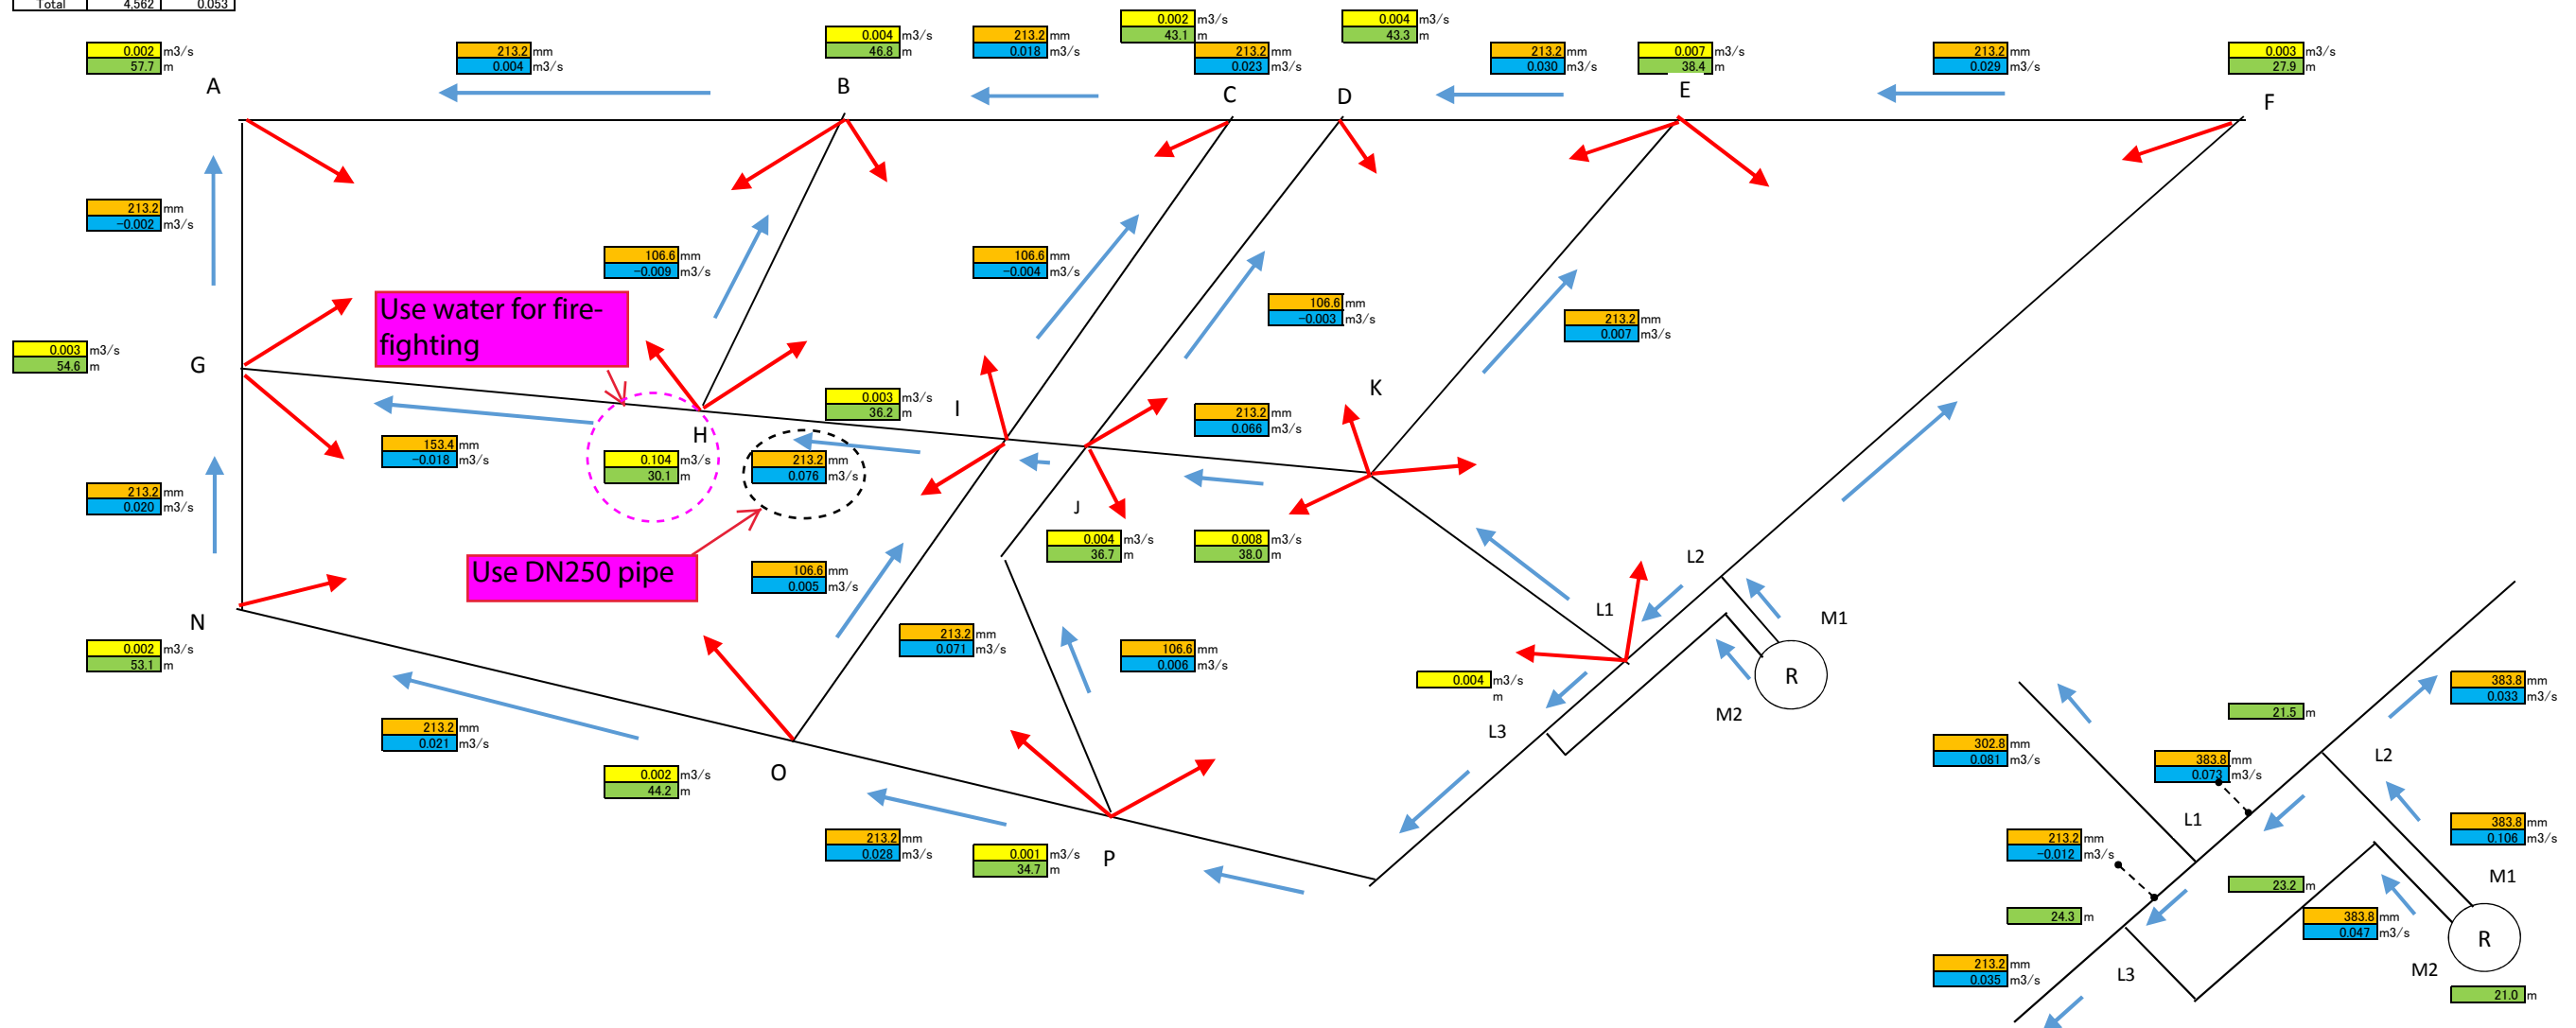 Total 4,562 0.053
0.002 m3/s
43.1 m
0.004 m3/s
43.3 m
0.002 m3/s
57.7 m
213.2 mm
0.004 m3/s
0.004 m3/s
46.8 m
213.2 mm
0.018 m3/s
213.2 mm
0.023 m3/s
213.2 mm
0.030 m3/s
0.007 m3/s
38.4 m
213.2 mm
0.029 m3/s
0.003 m3/s
27.9 m
A
B
C
D
E
F
213.2 mm
-0.002 m3/s
106.6 mm
-0.009 m3/s
106.6 mm
-0.004 m3/s
106.6 mm
-0.003 m3/s
213.2 mm
0.007 m3/s
Use water for fire-
fighting
0.003 m3/s
54.6 m
G
0.003 m3/s
36.2 m
I
K
213.2 mm
0.066 m3/s
H
153.4 mm
-0.018 m3/s
0.104 m3/s
30.1 m
213.2 mm
0.076 m3/s
213.2 mm
0.020 m3/s
J
0.004 m3/s
36.7 m
0.008 m3/s
38.0 m
Use DN250 pipe
106.6 mm
0.005 m3/s
L2
L1
M1
N
0.002 m3/s
53.1 m
213.2 mm
0.071 m3/s
106.6 mm
0.006 m3/s
0.004 m3/s
m
R
M2
L3
213.2 mm
0.021 m3/s
O
0.002 m3/s
44.2 m
213.2 mm
0.028 m3/s
0.001 m3/s
34.7 m
P
383.8 mm
0.033 m3/s
21.5 m
302.8 mm
0.081 m3/s
383.8 mm
0.073 m3/s
L2
L1
383.8 mm
0.106 m3/s
213.2 mm
-0.012 m3/s
M1
23.2 m
24.3 m
383.8 mm
0.047 m3/s
R
L3
M2
213.2 mm
0.035 m3/s
21.0 m